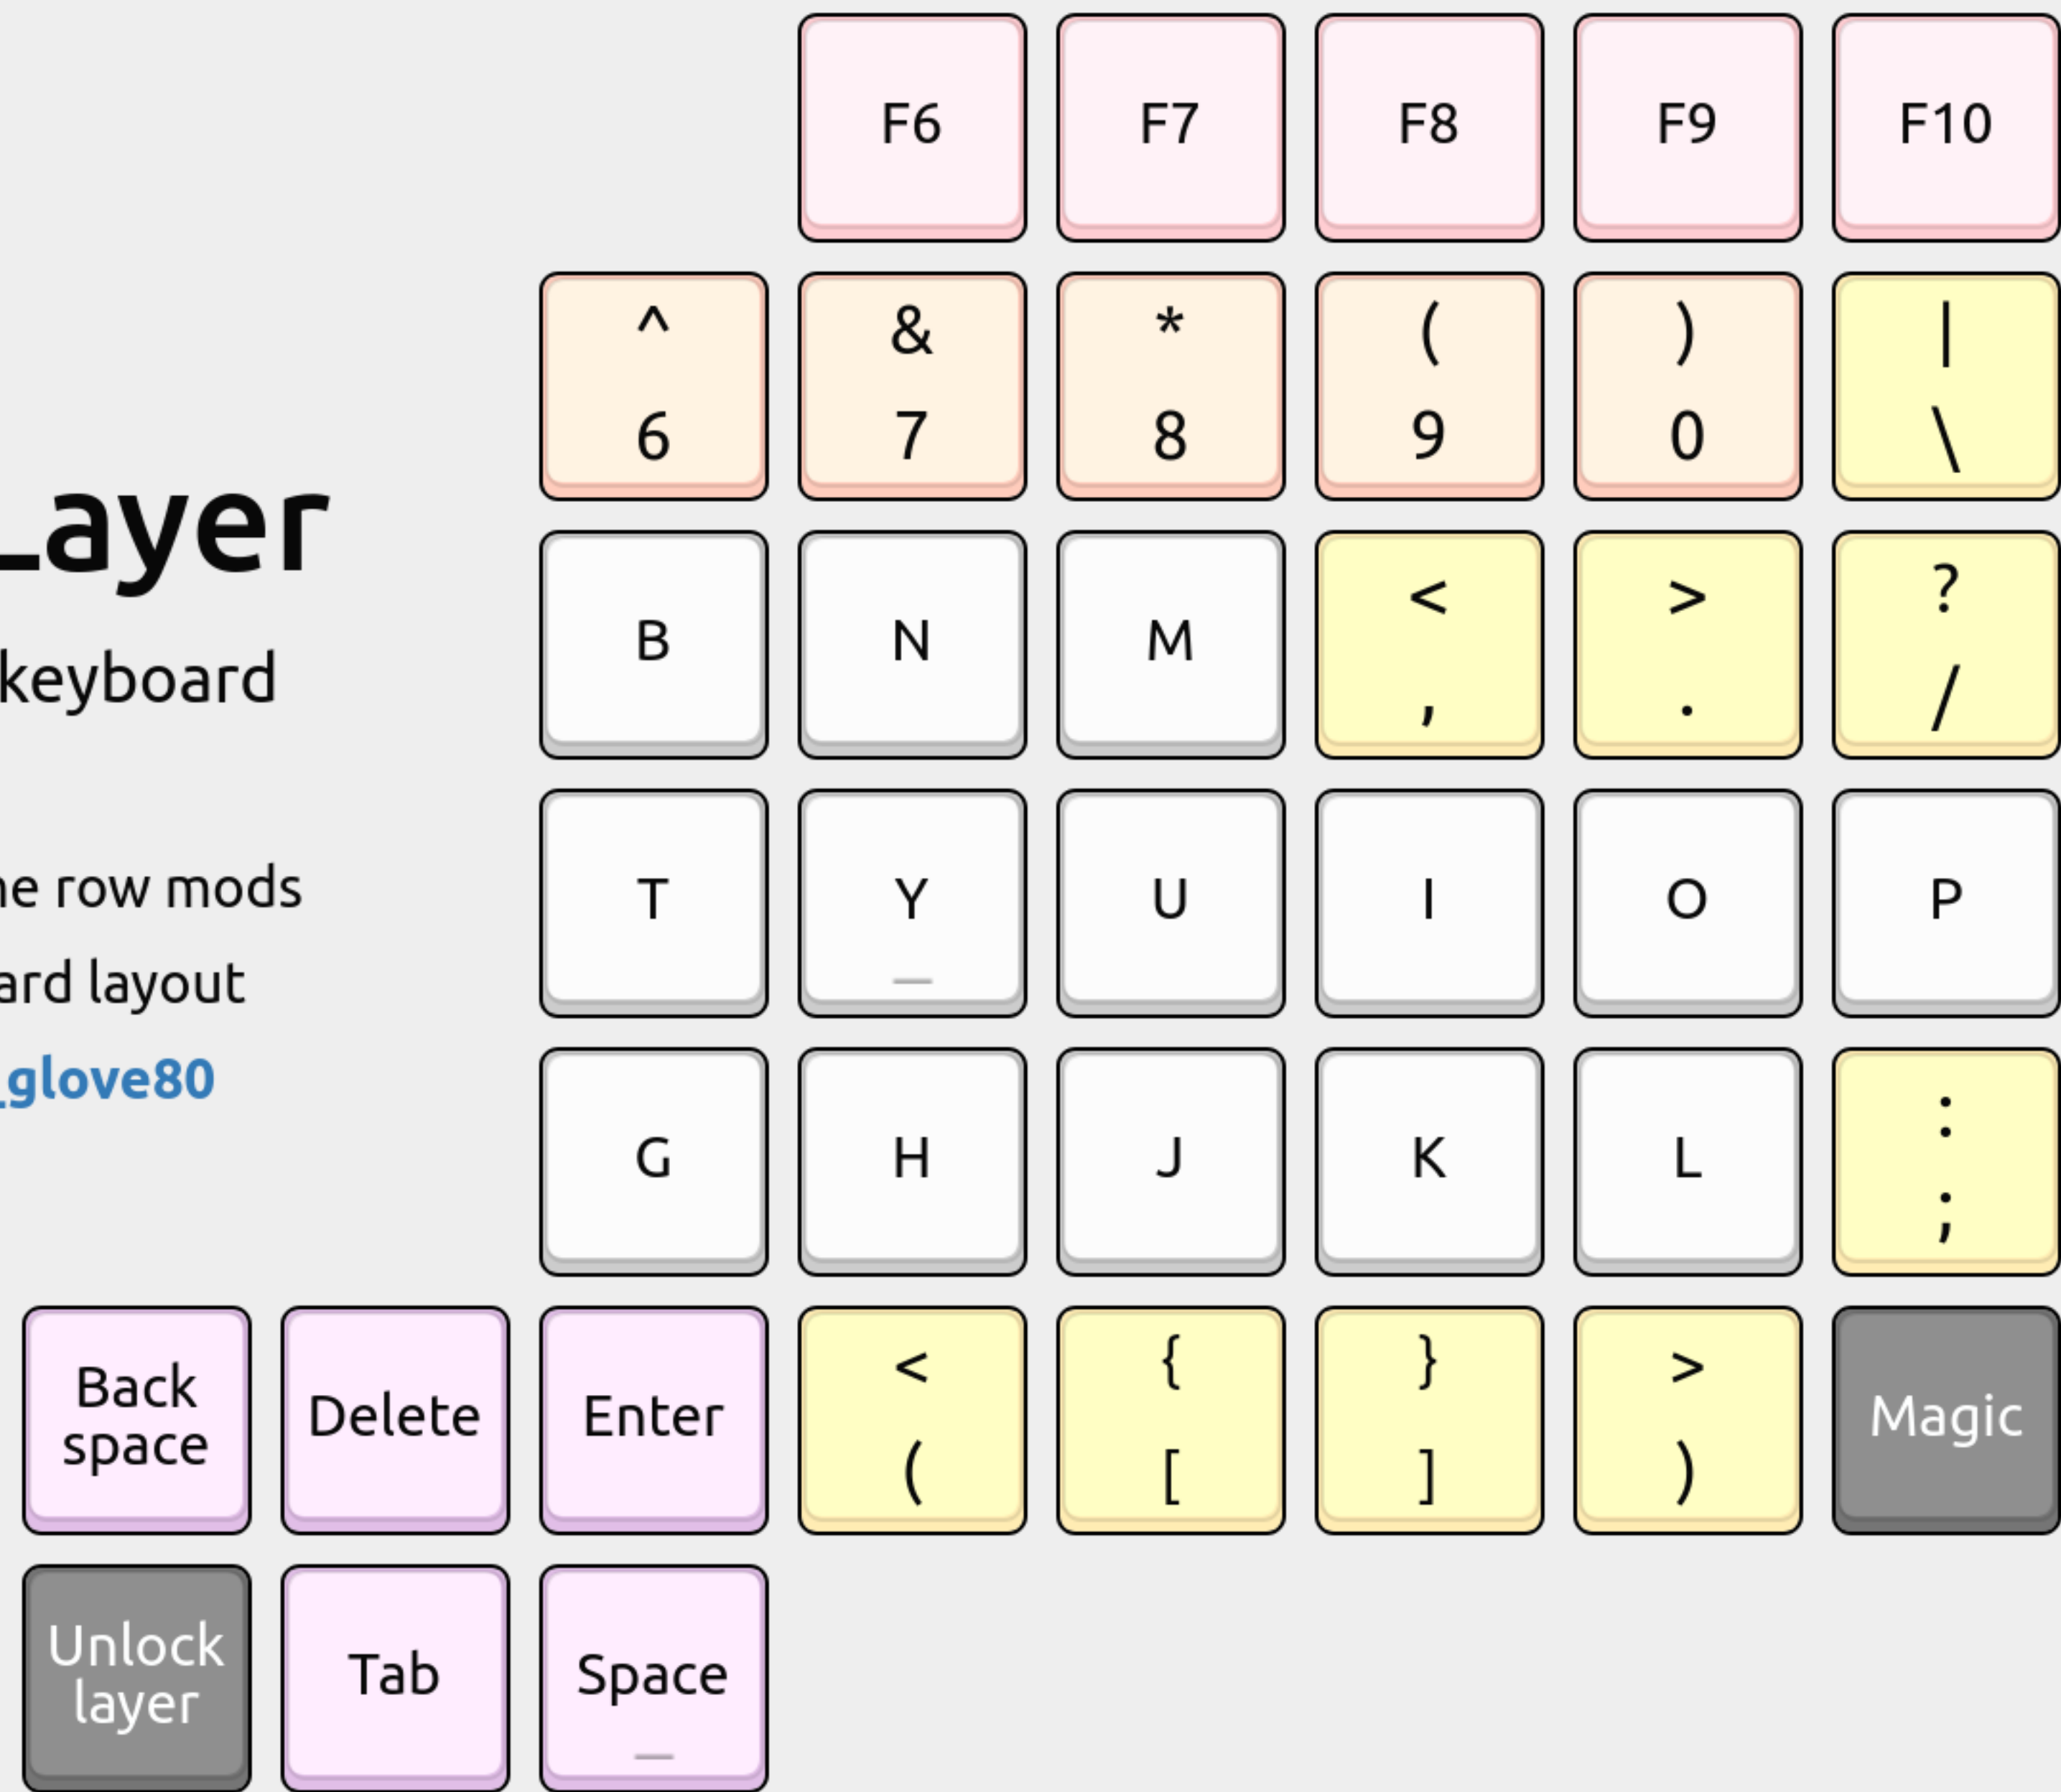 F6 F7 F8 F9 F10
^ & * ( ) |
6 7 8 9 0 \
Layer
keyboard
B N M < > ?
, . /
ne row mods
ard layout
_glove80
T Y U I O P
G H J K L :
;
Back
space
Delete Enter
< { } >
( [ ] )
Magic
Unlock
layer
Tab Space